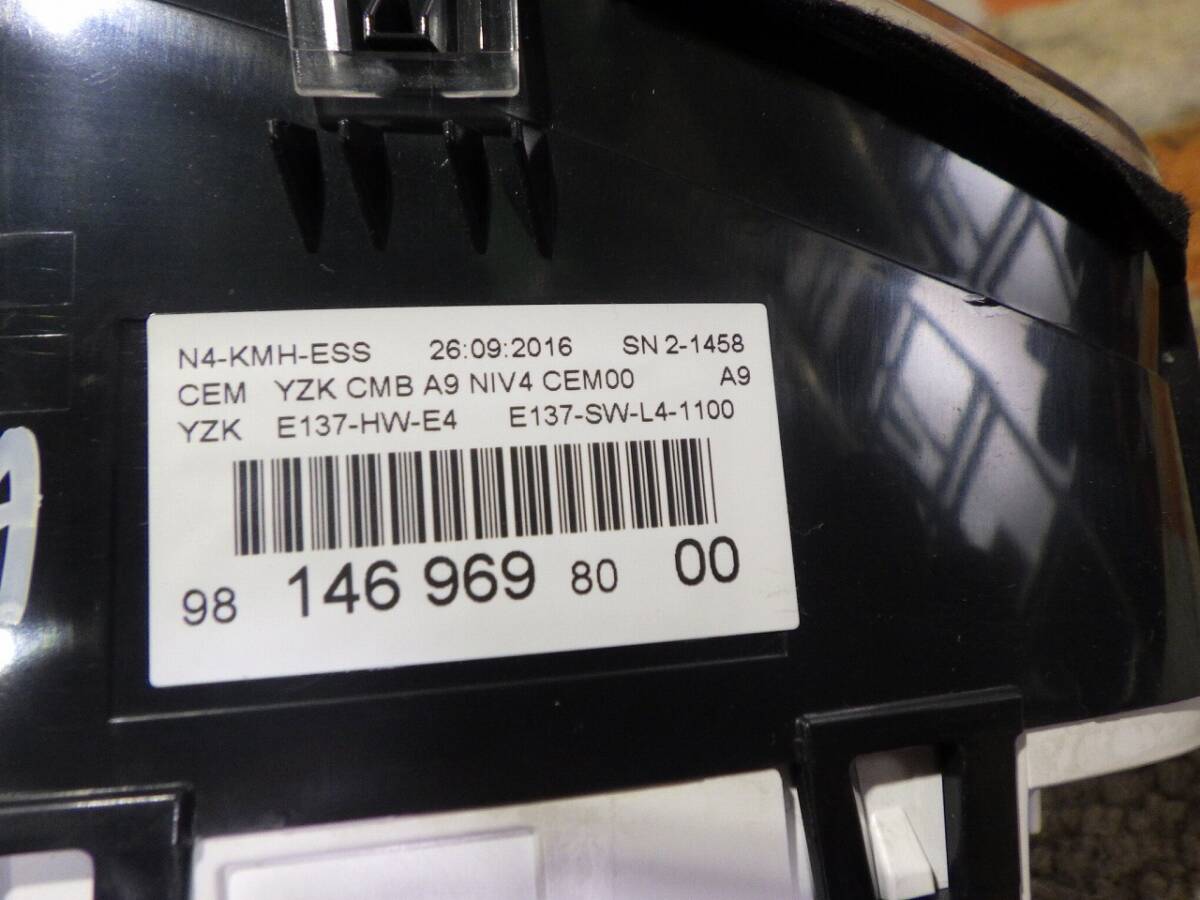 N4-KMH-ESS 26:09:2016 SN 2-1458
CEM YZK CMB A9 NIV4 CEM00 A9
YZK E137-HW-E4 E137-SW-L4-1100
98 146 969 80 00